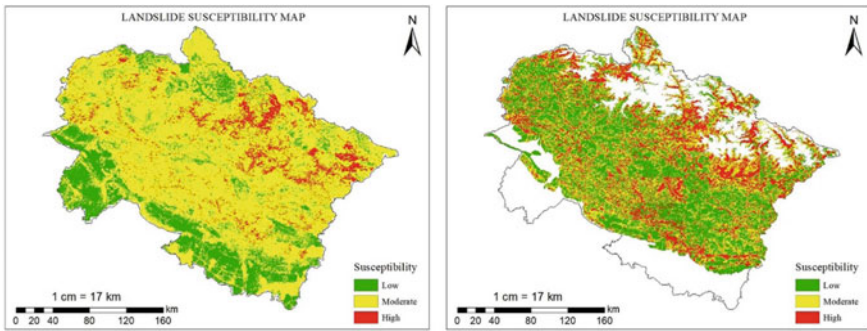 LANDSLIDE SUSCEPTIBILITY MAP
N
Susceptibility
Low
Moderate
High
1 cm = 17 km
km
0 20 40 80 120 160
LANDSLIDE SUSCEPTIBILITY MAP
N
Susceptibility
Low
Moderate
High
1 cm = 17 km
km
0 20 40 80 120 160